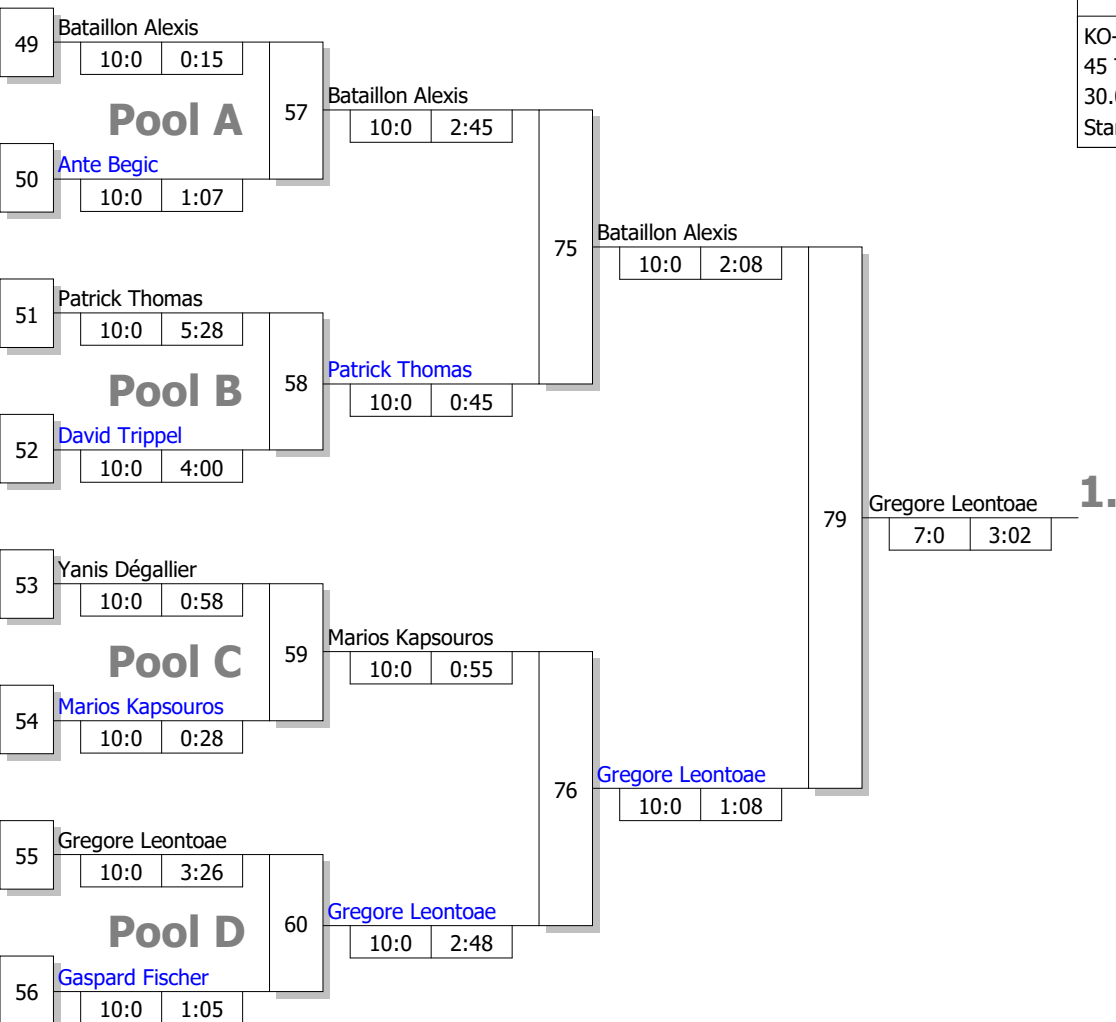 KO-
45
30.
Star
49
Bataillon Alexis
10:0 0:15
Pool A
57
Bataillon Alexis
10:0 2:45
50
Ante Begic
10:0 1:07
75
Bataillon Alexis
10:0 2:08
51
Patrick Thomas
10:0 5:28
Pool B
58
Patrick Thomas
10:0 0:45
52
David Trippel
10:0 4:00
79
Gregore Leontoae
7:0 3:02
1.
53
Yanis Dégallier
10:0 0:58
Pool C
59
Marios Kapsouros
10:0 0:55
54
Marios Kapsouros
10:0 0:28
76
Gregore Leontoae
10:0 1:08
55
Gregore Leontoae
10:0 3:26
Pool D
60
Gregore Leontoae
10:0 2:48
56
Gaspard Fischer
10:0 1:05